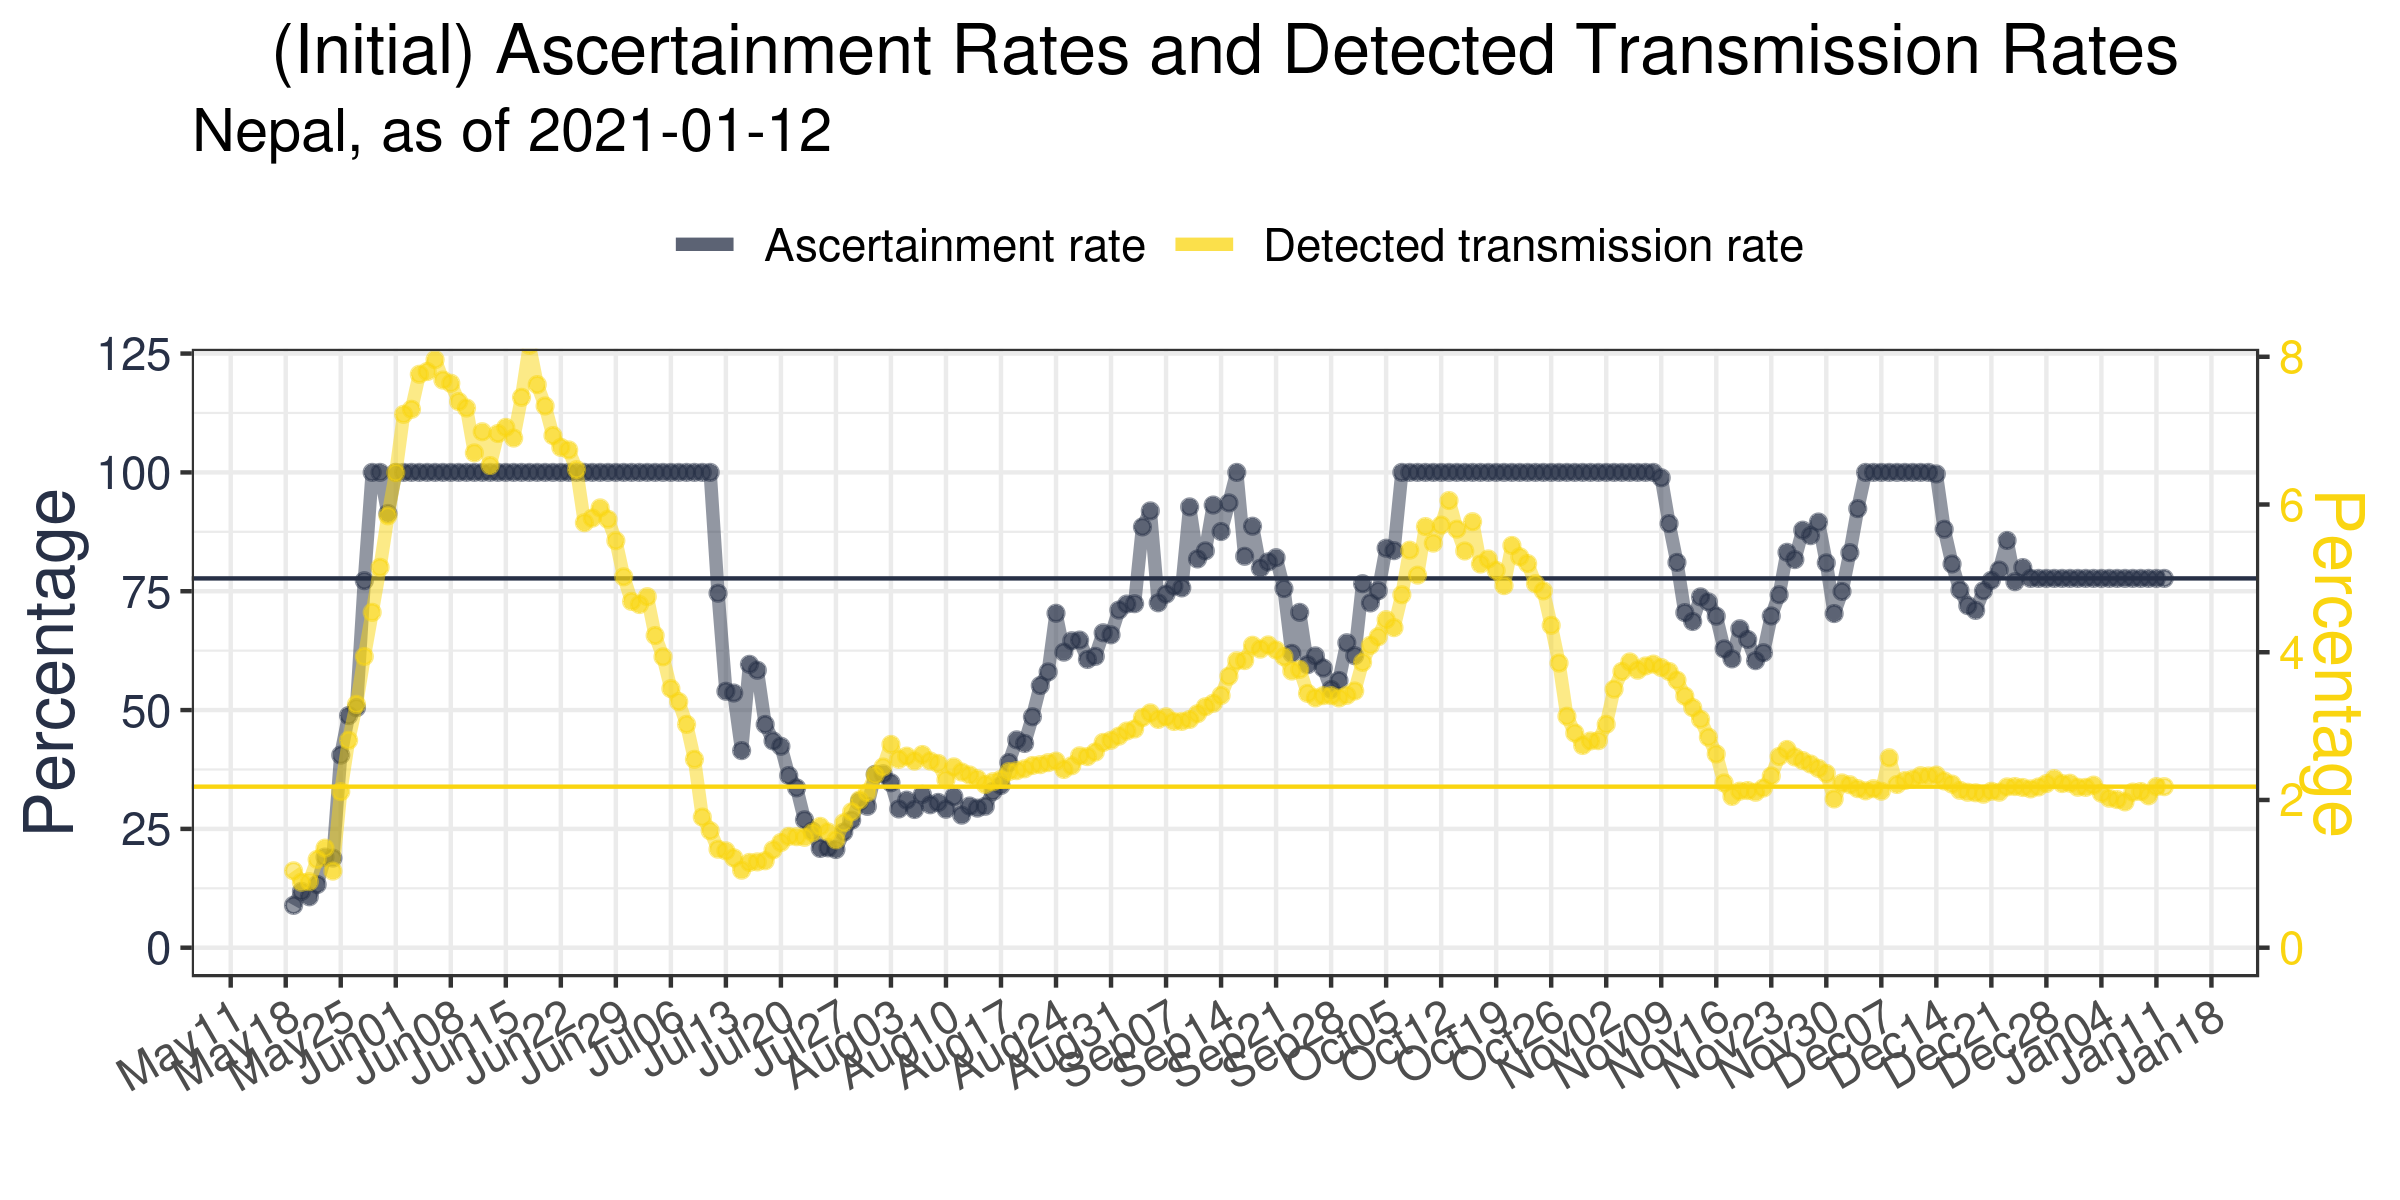 (Initial) Ascertainment Rates and Detected Transmission Rates
Nepal, as of 2021-01-12
Ascertainment rate
Detected transmission rate
125
100
75
50
25
0
Percentage
8
6
4
2
0
Percentage
May11
May18
May25
Jun01
Jun08
Jun15
Jun22
Jun29
Jul06
Jul13
Jul20
Jul27
Aug03
Aug10
Aug17
Aug24
Aug31
Sep07
Sep14
Sep21
Sep28
Oct05
Oct12
Oct19
Oct26
Nov02
Nov09
Nov16
Nov23
Nov30
Dec07
Dec14
Dec21
Dec28
Jan04
Jan11
Jan18